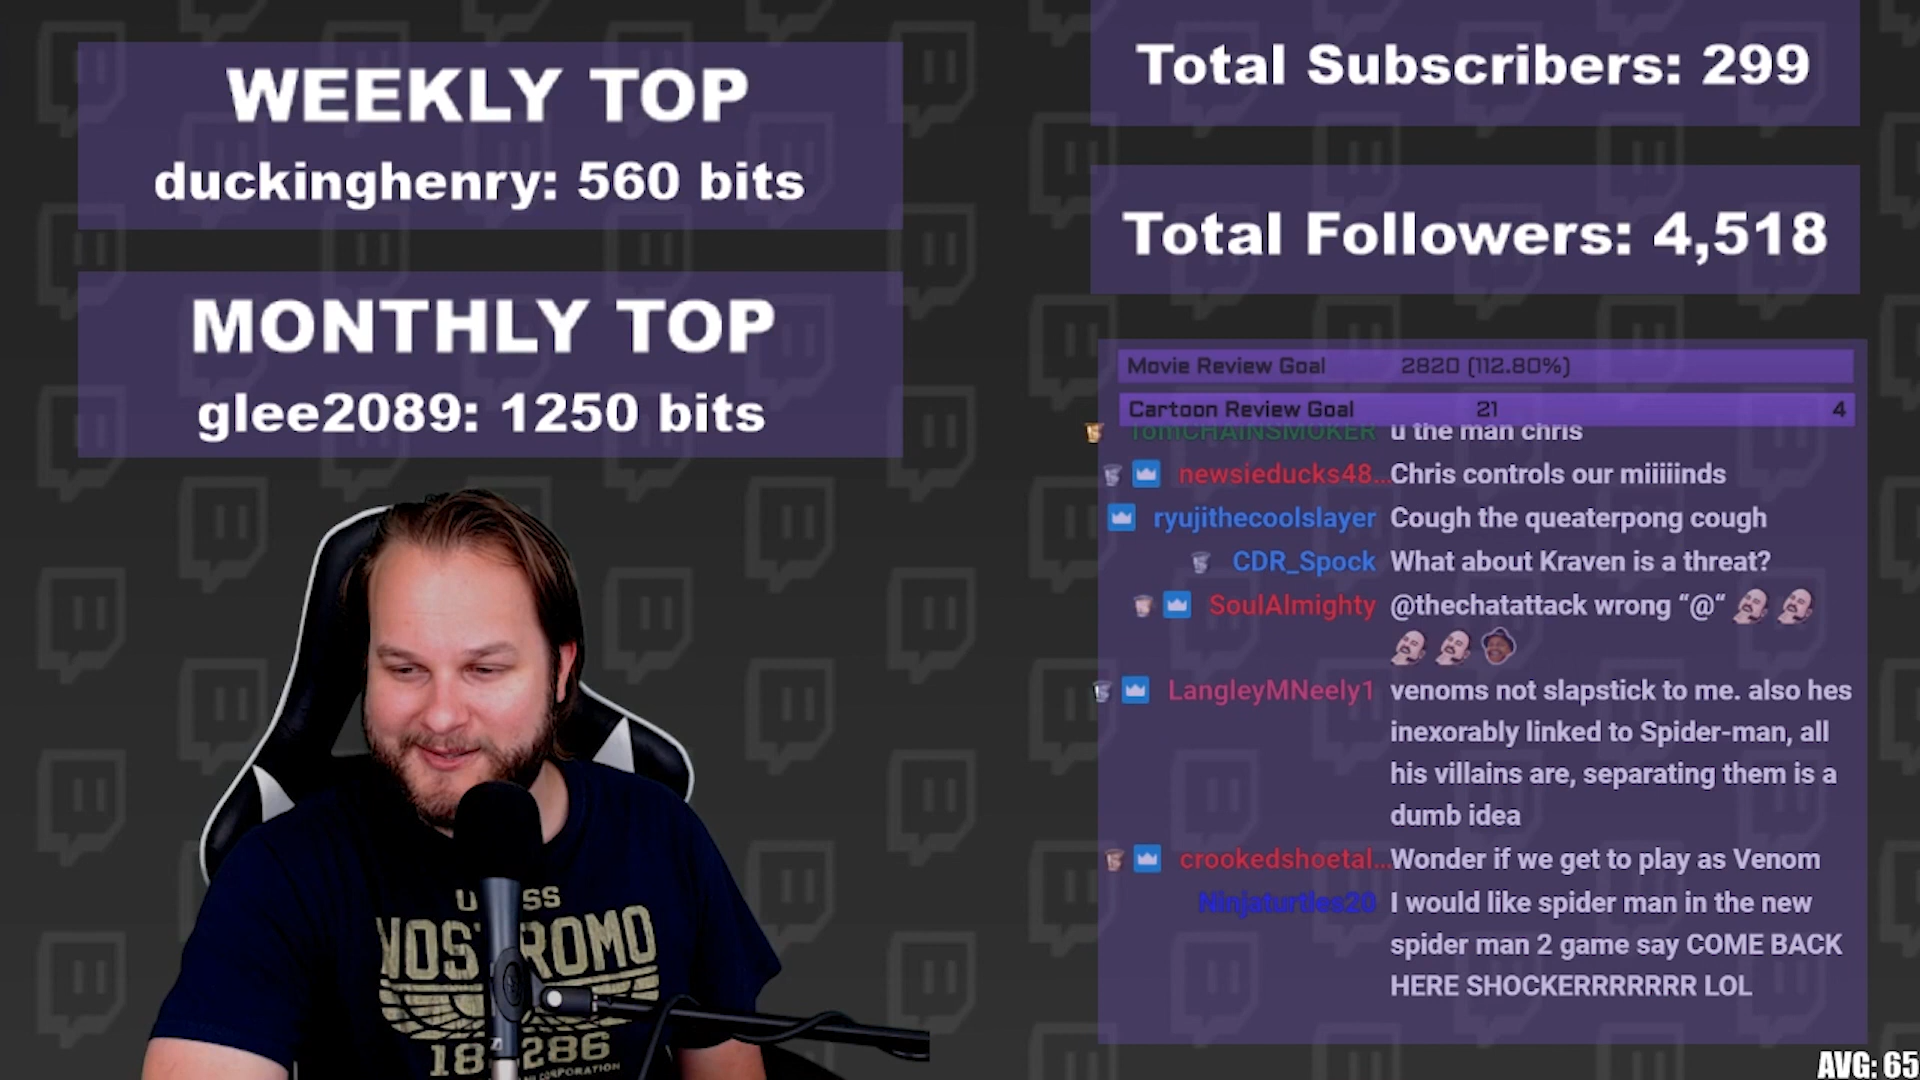 WEEKLY TOP
duckinghenry: 560 bits
MONTHLY TOP
glee2089: 1250 bits
Total Subscribers: 299
Total Followers: 4,518
Movie Review Goal 2820 (112.80%)
Cartoon Review Goal 21 4
TomCHAINSMOKER u the man chris
newsieducks48... Chris controls our miiiiinds
ryujithecoolslayer Cough the queaterpong cough
CDR_Spock What about Kraven is a threat?
SoulAlmighty @thechatattack wrong “@“
LangleyMNeely1 venoms not slapstick to me. also hes
inexorably linked to Spider-man, all
his villains are, separating them is a
dumb idea
crookedshoetal... Wonder if we get to play as Venom
Ninjaturtles20 I would like spider man in the new
spider man 2 game say COME BACK
HERE SHOCKERRRRRRR LOL
NOSTROMO
AVG: 65